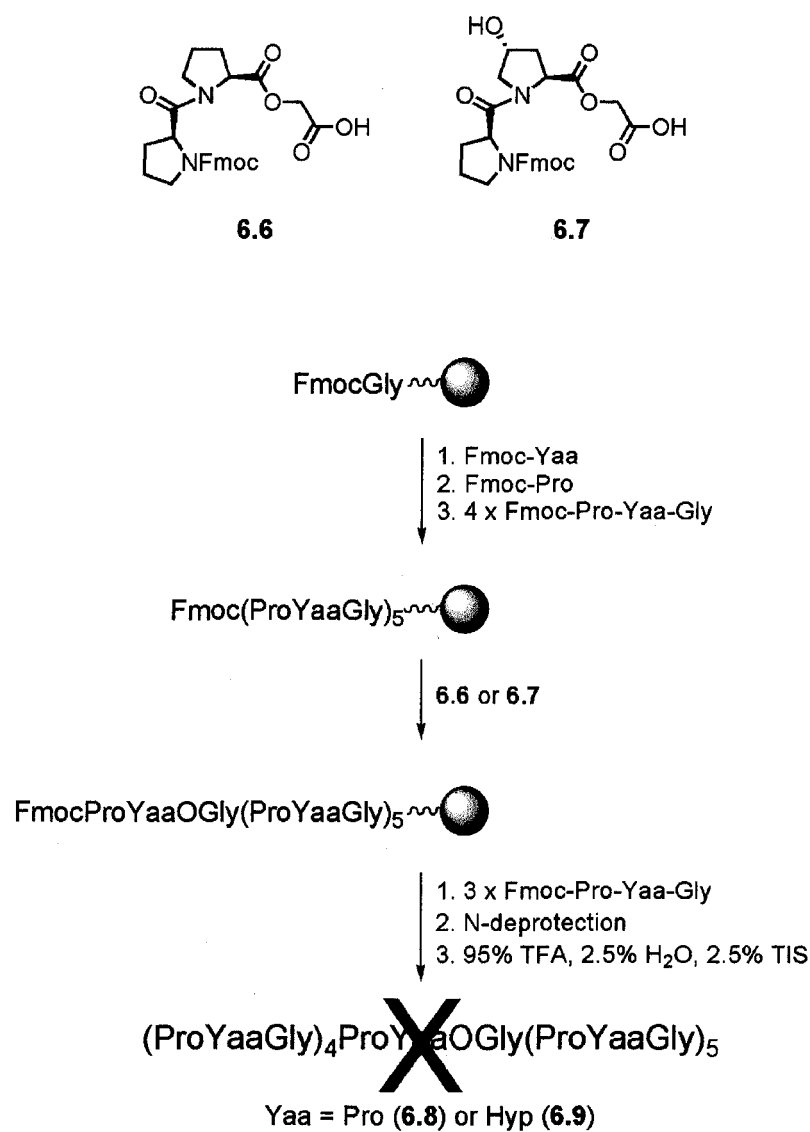 HO
O
N
O
O
O
OH
O
NFmoc
6.6
HO
O
N
O
O
O
OH
O
NFmoc
6.7
FmocGly
1. Fmoc-Yaa
2. Fmoc-Pro
3. 4 x Fmoc-Pro-Yaa-Gly
Fmoc(ProYaaGly)5
6.6 or 6.7
FmocProYaaOGly(ProYaaGly)5
1. 3 x Fmoc-Pro-Yaa-Gly
2. N-deprotection
3. 95% TFA, 2.5% H2O, 2.5% TIS
(ProYaaGly)4ProYaaOGly(ProYaaGly)5
Yaa = Pro (6.8) or Hyp (6.9)